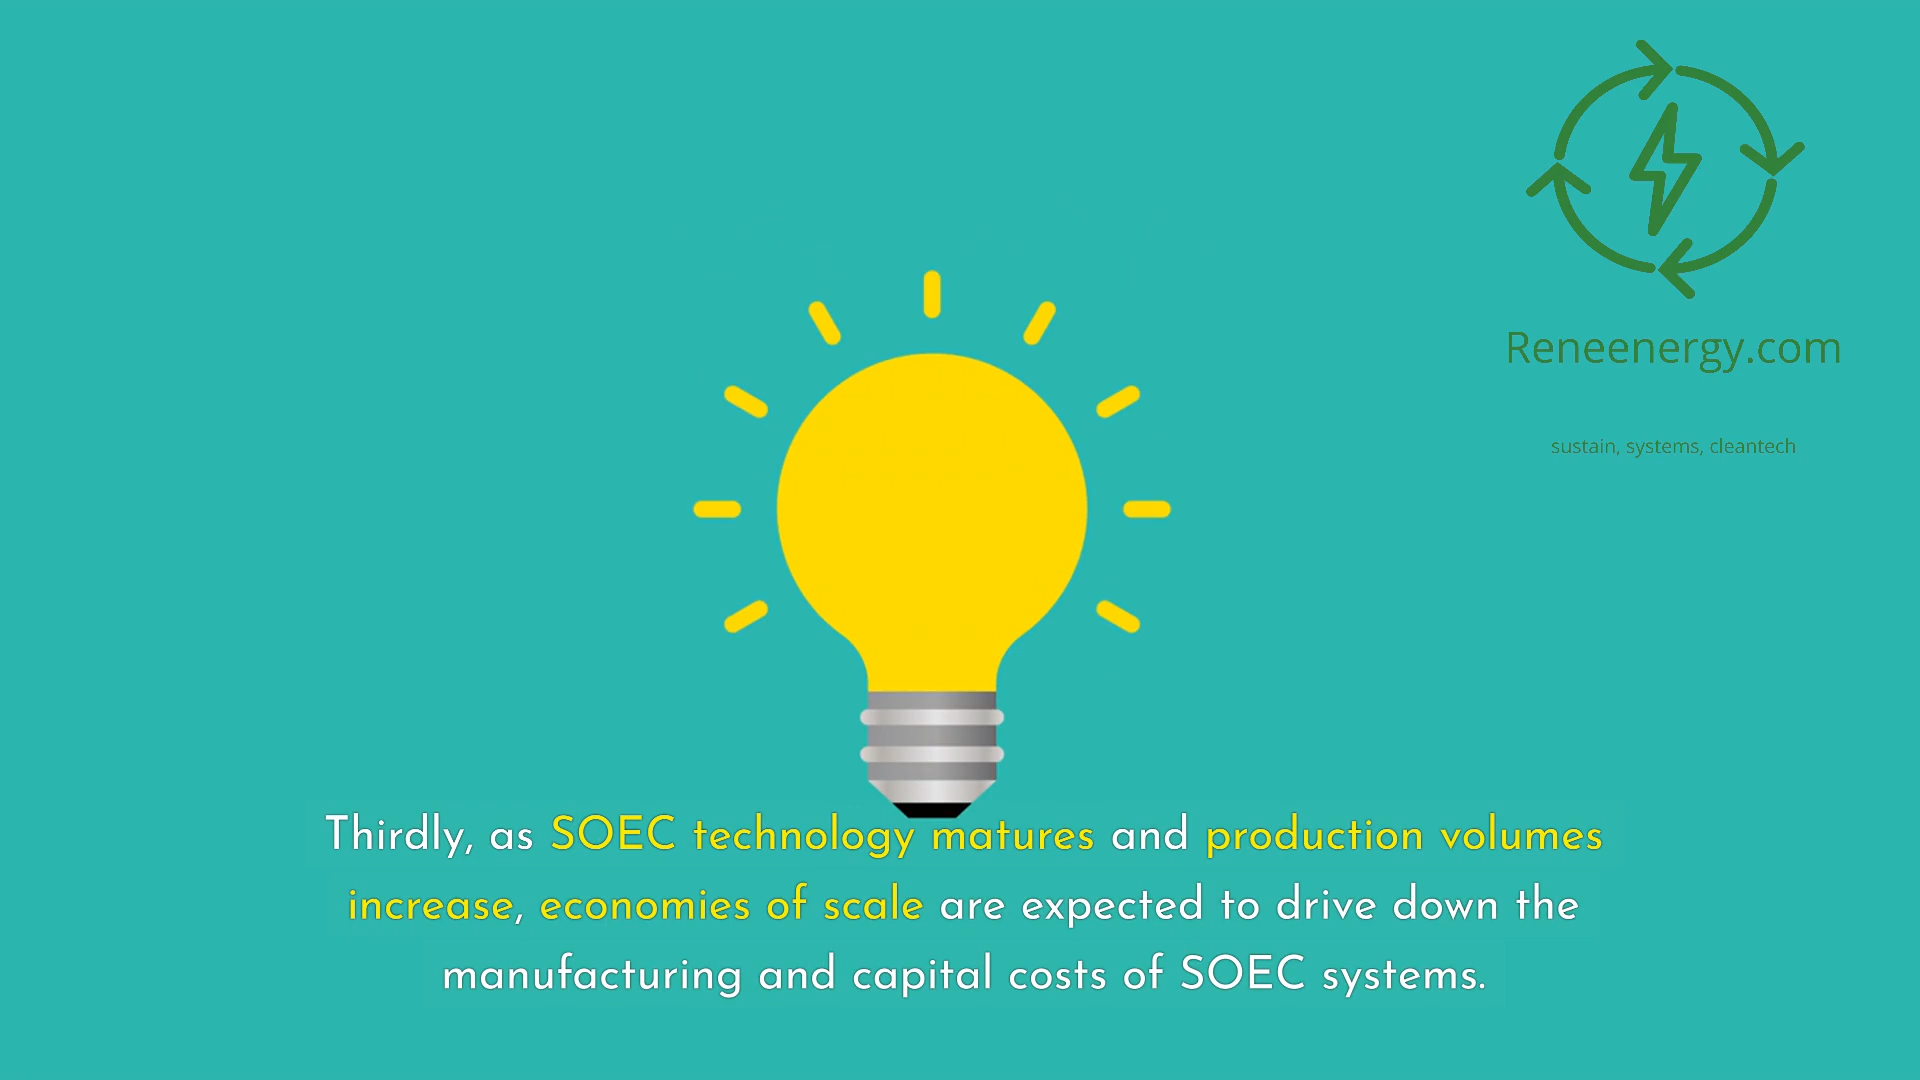 Reneenergy.com
sustain, systems, cleantech
Thirdly, as SOEC technology matures and production volumes
increase, economies of scale are expected to drive down the
manufacturing and capital costs of SOEC systems.